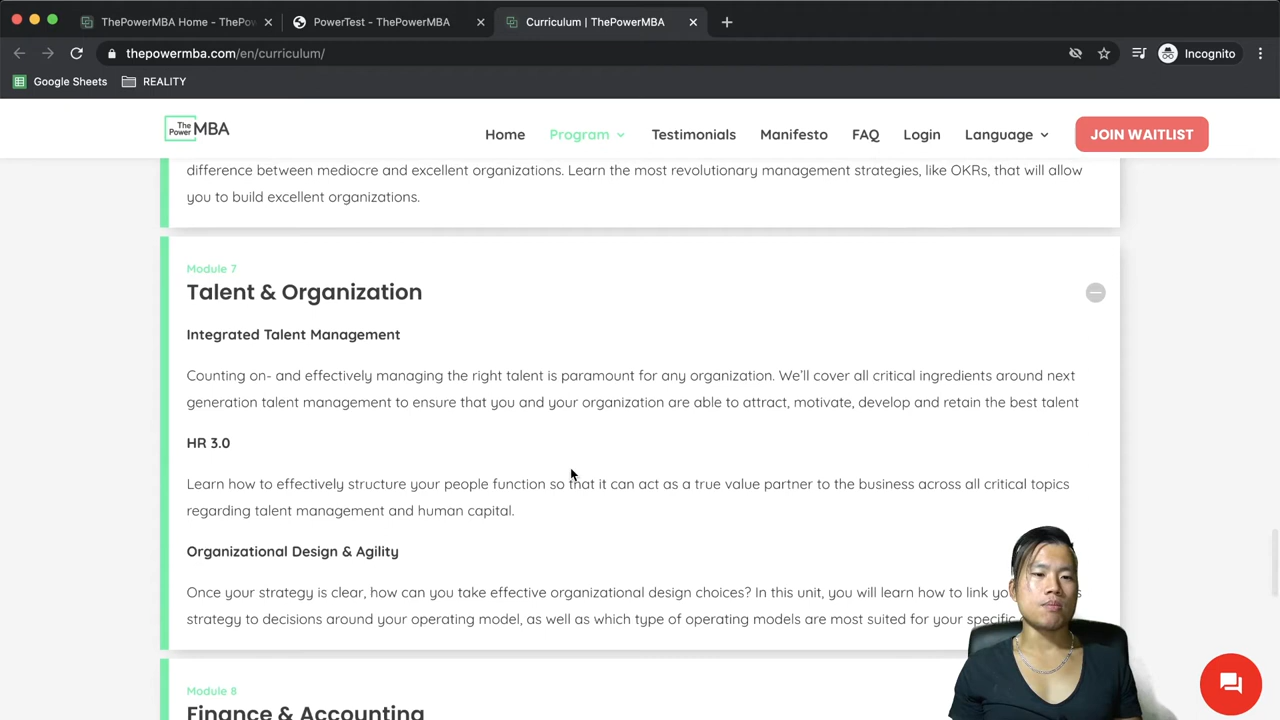 ThePowerMBA Home - ThePow
PowerTest - ThePowerMBA
Curriculum | ThePowerMBA
thepowermba.com/en/curriculum/
Incognito
Google Sheets
REALITY
The Power MBA
Home
Program
Testimonials
Manifesto
FAQ
Login
Language
JOIN WAITLIST
difference between mediocre and excellent organizations. Learn the most revolutionary management strategies, like OKRs, that will allow
you to build excellent organizations.
Module 7
Talent & Organization
Integrated Talent Management
Counting on- and effectively managing the right talent is paramount for any organization. We'll cover all critical ingredients around next
generation talent management to ensure that you and your organization are able to attract, motivate, develop and retain the best talent
HR 3.0
Learn how to effectively structure your people function so that it can act as a true value partner to the business across all critical topics
regarding talent management and human capital.
Organizational Design & Agility
Once your strategy is clear, how can you take effective organizational design choices? In this unit, you will learn how to link
strategy to decisions around your operating model, as well as which type of operating models are most suited for your specific
Module 8
Finance & Accounting